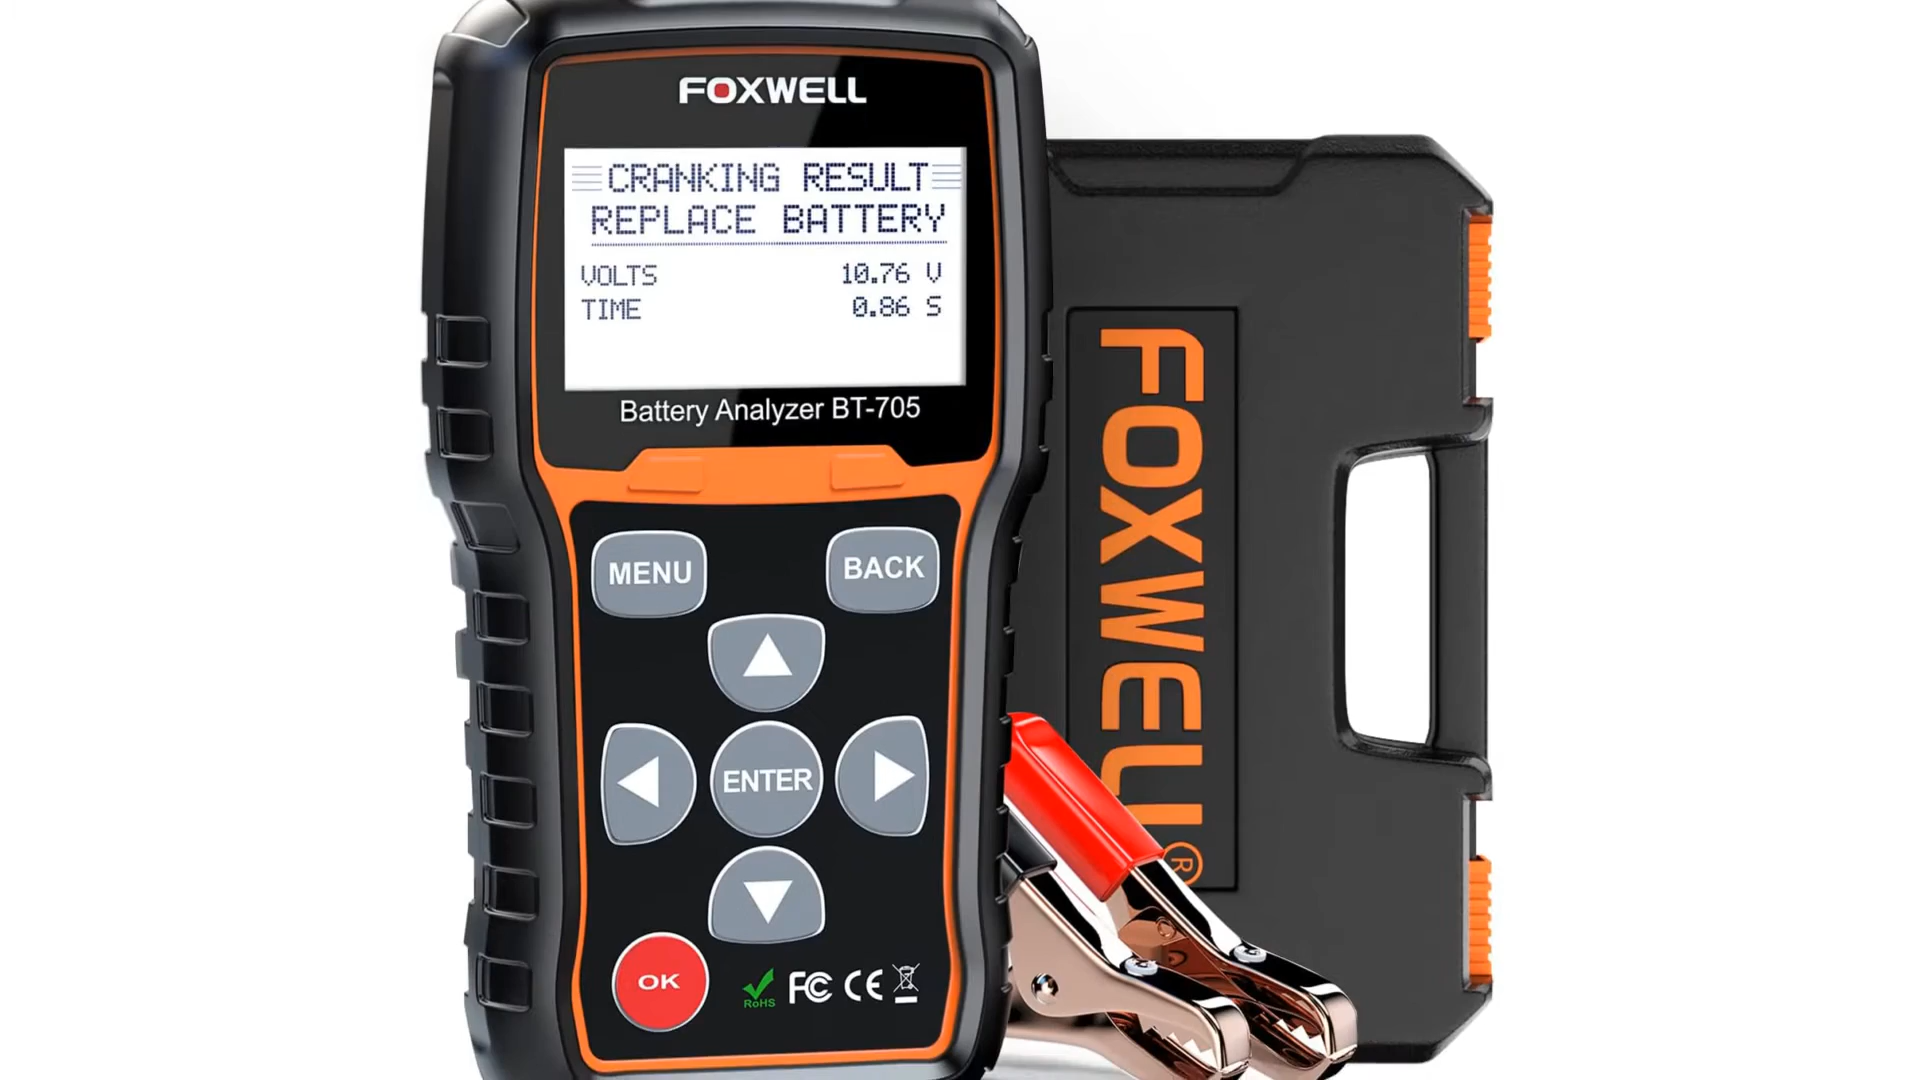 FOXWELL
CRANKING RESULT
REPLACE BATTERY
VOLTS 10.76 V
TIME 0.86 S
Battery Analyzer BT-705
MENU
BACK
ENTER
OK
RoHS
FC CE
FOXWELL®